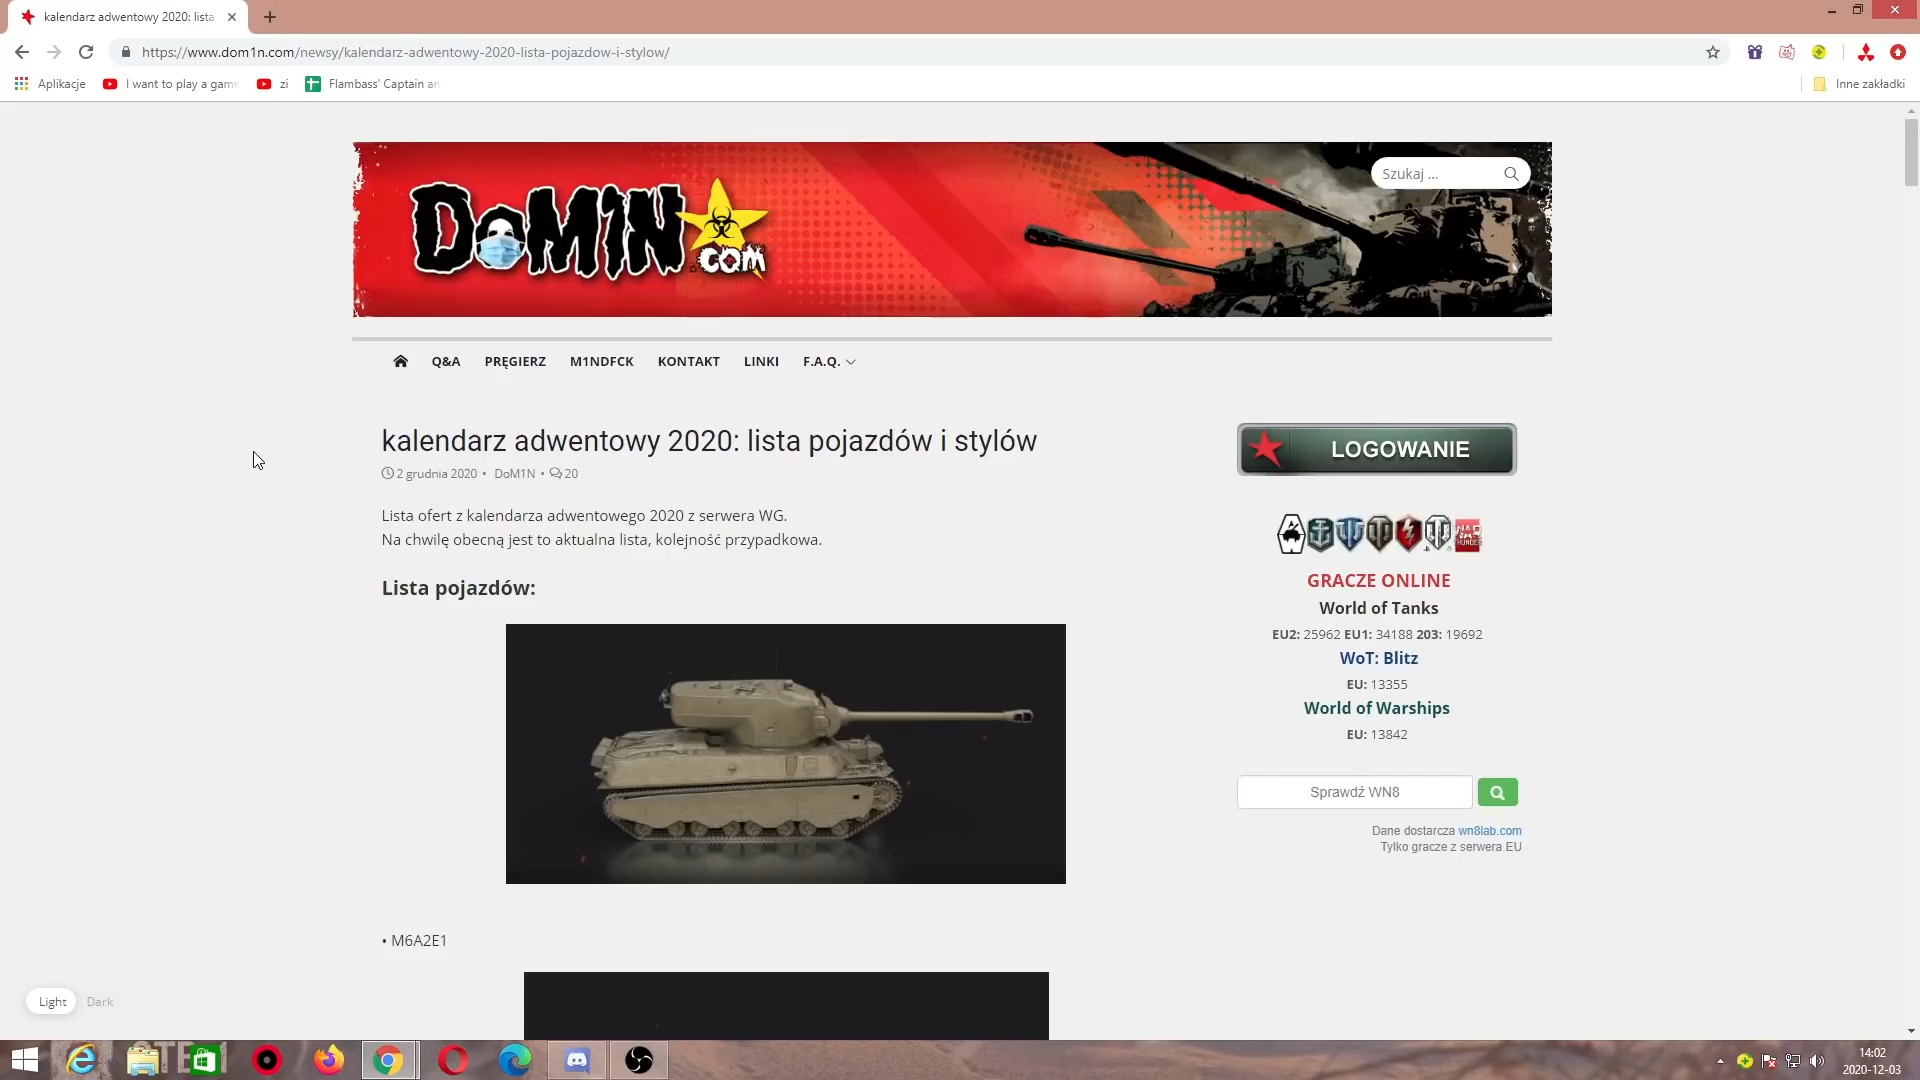 kalendarz adwentowy 2020: lista
https://www.dom1n.com/newsy/kalendarz-adwentowy-2020-lista-pojazdow-i-stylow/
Aplikacje
I want to play a game
zi
Flambass' Captain an
Inne zakładki
DoM1N
.COM
Szukaj ...
Q&A
PRĘGIERZ
M1NDFCK
KONTAKT
LINKI
F.A.Q.
kalendarz adwentowy 2020: lista pojazdów i stylów
2 grudnia 2020 • DoM1N • 20
Lista ofert z kalendarza adwentowego 2020 z serwera WG.
Na chwilę obecną jest to aktualna lista, kolejność przypadkowa.
Lista pojazdów:
• M6A2E1
LOGOWANIE
GRACZE ONLINE
World of Tanks
EU2: 25962 EU1: 34188 203: 19692
WoT: Blitz
EU: 13355
World of Warships
EU: 13842
Sprawdź WN8
Dane dostarcza wn8lab.com
Tylko gracze z serwera EU
Light
Dark
14:02
2020-12-03